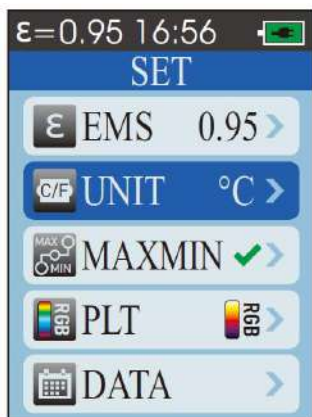 ε=0.95 16:56
SET
ε EMS 0.95
C/F UNIT °C
MAX MIN MAXMIN
RGB PLT RGB
DATA